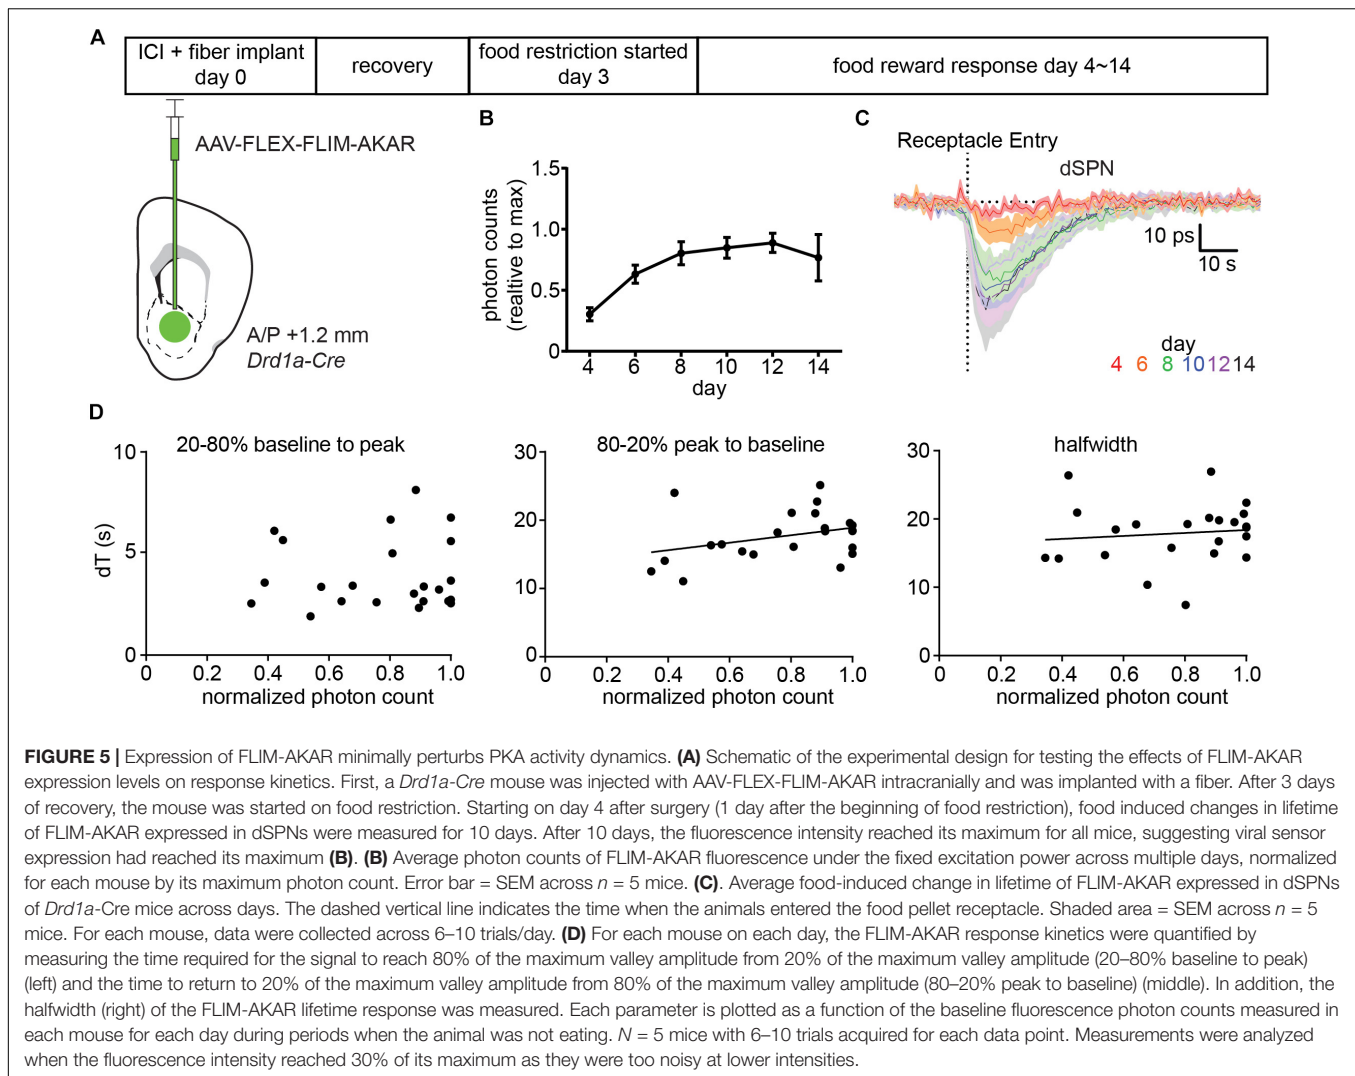 A
ICI + fiber implant
day 0
recovery
food restriction started
day 3
food reward response day 4~14
AAV-FLEX-FLIM-AKAR
A/P +1.2 mm
Drd1a-Cre
B
photon counts
(realtive to max)
1.5
1.0
0.5
0
4 6 8 10 12 14
day
C
Receptacle Entry
dSPN
10 ps
10 s
day
4 6 8 10 12 14
D
20-80% baseline to peak
dT (s)
10
5
0
0 0.2 0.4 0.6 0.8 1.0
normalized photon count
80-20% peak to baseline
30
20
10
0
0 0.2 0.4 0.6 0.8 1.0
normalized photon count
halfwidth
30
20
10
0
0 0.2 0.4 0.6 0.8 1.0
normalized photon count
FIGURE 5 | Expression of FLIM-AKAR minimally perturbs PKA activity dynamics. (A) Schematic of the experimental design for testing the effects of FLIM-AKAR
expression levels on response kinetics. First, a Drd1a-Cre mouse was injected with AAV-FLEX-FLIM-AKAR intracranially and was implanted with a fiber. After 3 days
of recovery, the mouse was started on food restriction. Starting on day 4 after surgery (1 day after the beginning of food restriction), food induced changes in lifetime
of FLIM-AKAR expressed in dSPNs were measured for 10 days. After 10 days, the fluorescence intensity reached its maximum for all mice, suggesting viral sensor
expression had reached its maximum (B). (B) Average photon counts of FLIM-AKAR fluorescence under the fixed excitation power across multiple days, normalized
for each mouse by its maximum photon count. Error bar = SEM across n = 5 mice. (C). Average food-induced change in lifetime of FLIM-AKAR expressed in dSPNs
of Drd1a-Cre mice across days. The dashed vertical line indicates the time when the animals entered the food pellet receptacle. Shaded area = SEM across n = 5
mice. For each mouse, data were collected across 6–10 trials/day. (D) For each mouse on each day, the FLIM-AKAR response kinetics were quantified by
measuring the time required for the signal to reach 80% of the maximum valley amplitude from 20% of the maximum valley amplitude (20–80% baseline to peak)
(left) and the time to return to 20% of the maximum valley amplitude from 80% of the maximum valley amplitude (80–20% peak to baseline) (middle). In addition, the
halfwidth (right) of the FLIM-AKAR lifetime response was measured. Each parameter is plotted as a function of the baseline fluorescence photon counts measured in
each mouse for each day during periods when the animal was not eating. N = 5 mice with 6–10 trials acquired for each data point. Measurements were analyzed
when the fluorescence intensity reached 30% of its maximum as they were too noisy at lower intensities.